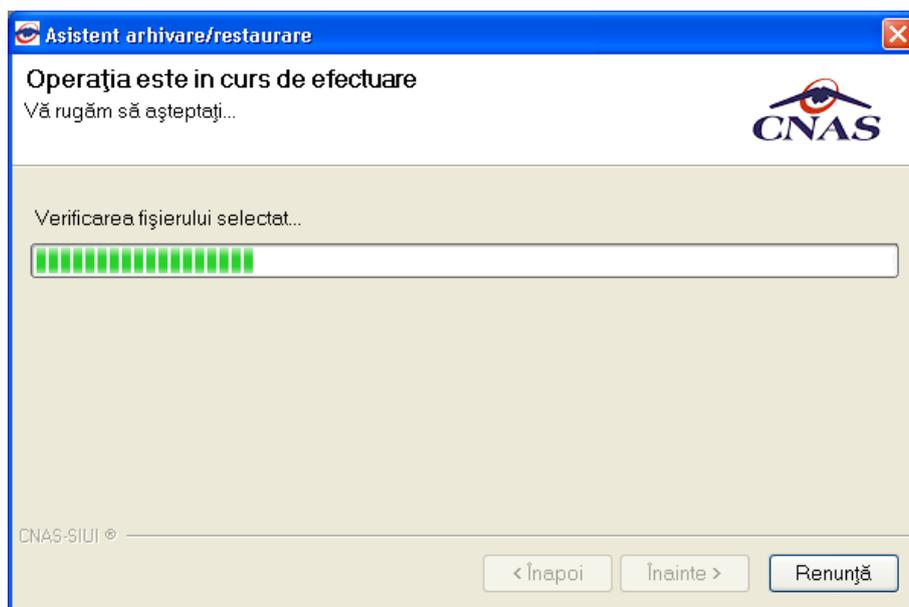 Asistent arhivare/restaurare
Operaţia este in curs de efectuare
Vă rugăm să aşteptaţi...
CNAS
Verificarea fişierului selectat...
CNAS-SIUI ®
< Înapoi
Înainte >
Renunţă